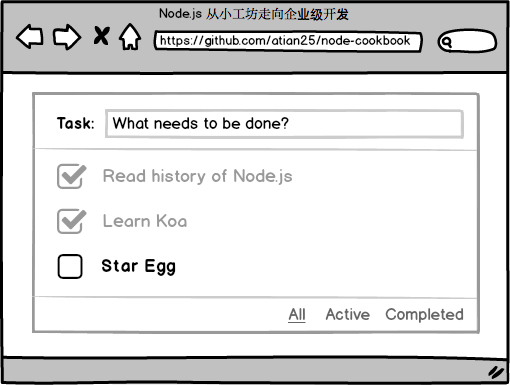 Node.js 从小工坊走向企业级开发
https://github.com/atian25/node-cookbook
Task: What needs to be done?
Read history of Node.js
Learn Koa
Star Egg
All Active Completed